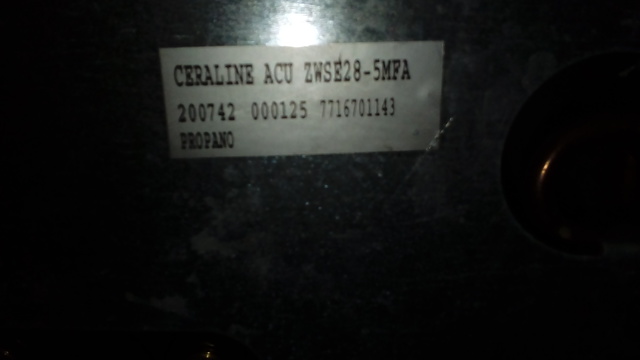 CERALINE ACU ZWSE28-5MFA
200742 000125 7716701143
PROPANO